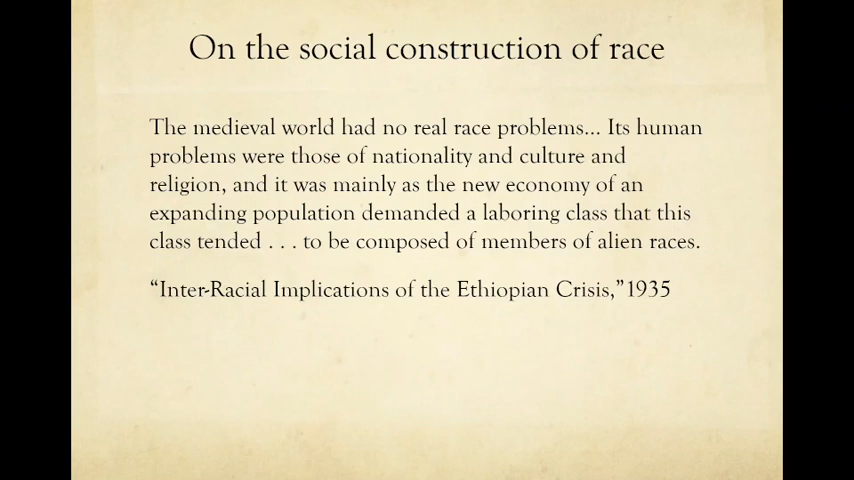 On the social construction of race
The medieval world had no real race problems... Its human
problems were those of nationality and culture and
religion, and it was mainly as the new economy of an
expanding population demanded a laboring class that this
class tended . . . to be composed of members of alien races.
“Inter-Racial Implications of the Ethiopian Crisis,” 1935